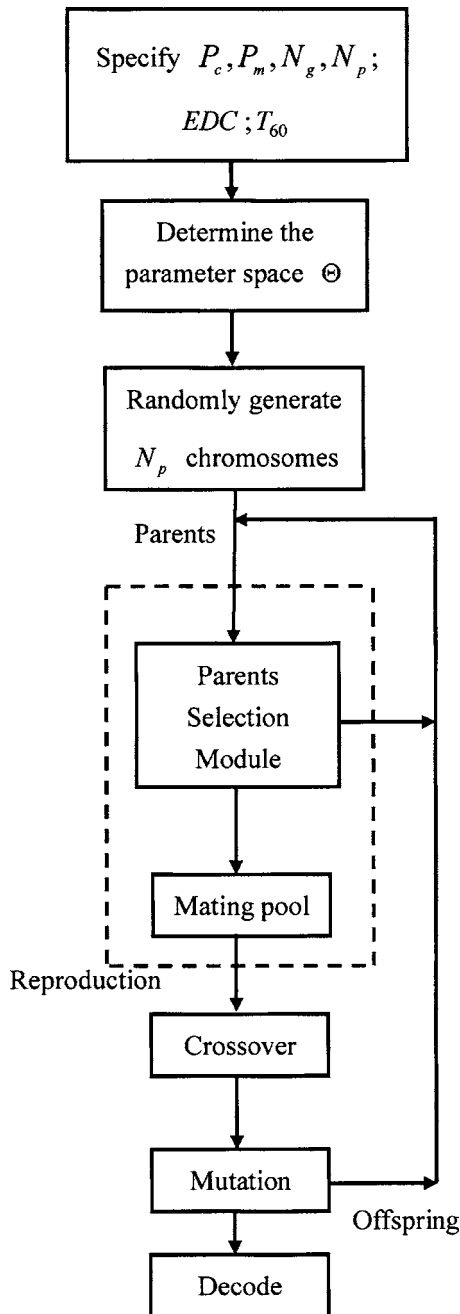 Specify P_c, P_m, N_g, N_p;
EDC; T_60
Determine the
parameter space Θ
Randomly generate
N_p chromosomes
Parents
Parents
Selection
Module
Mating pool
Reproduction
Crossover
Mutation
Offspring
Decode